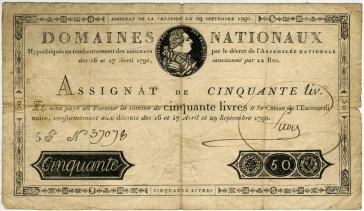 ASSIGNAT DE LA CRÉATION DU 29 SEPTEMBRE 1790.
DOMAINES NATIONAUX
Hypothéqués au remboursement des ASSIGNATS par le décret de l'ASSEMBLÉE NATIONALE
des 16 et 17 Avril 1790, sanctionné par LE ROI.
ASSIGNAT DE CINQUANTE liv.
IL sera payé au Porteur la somme de cinquante livres à la Caisse de l'Extraordi
naire, conformément aux décrets des 16 et 17 Avril et 29 Septembre 1790.
N° 37078
Cinquante
50
CINQUANTE LIVRES